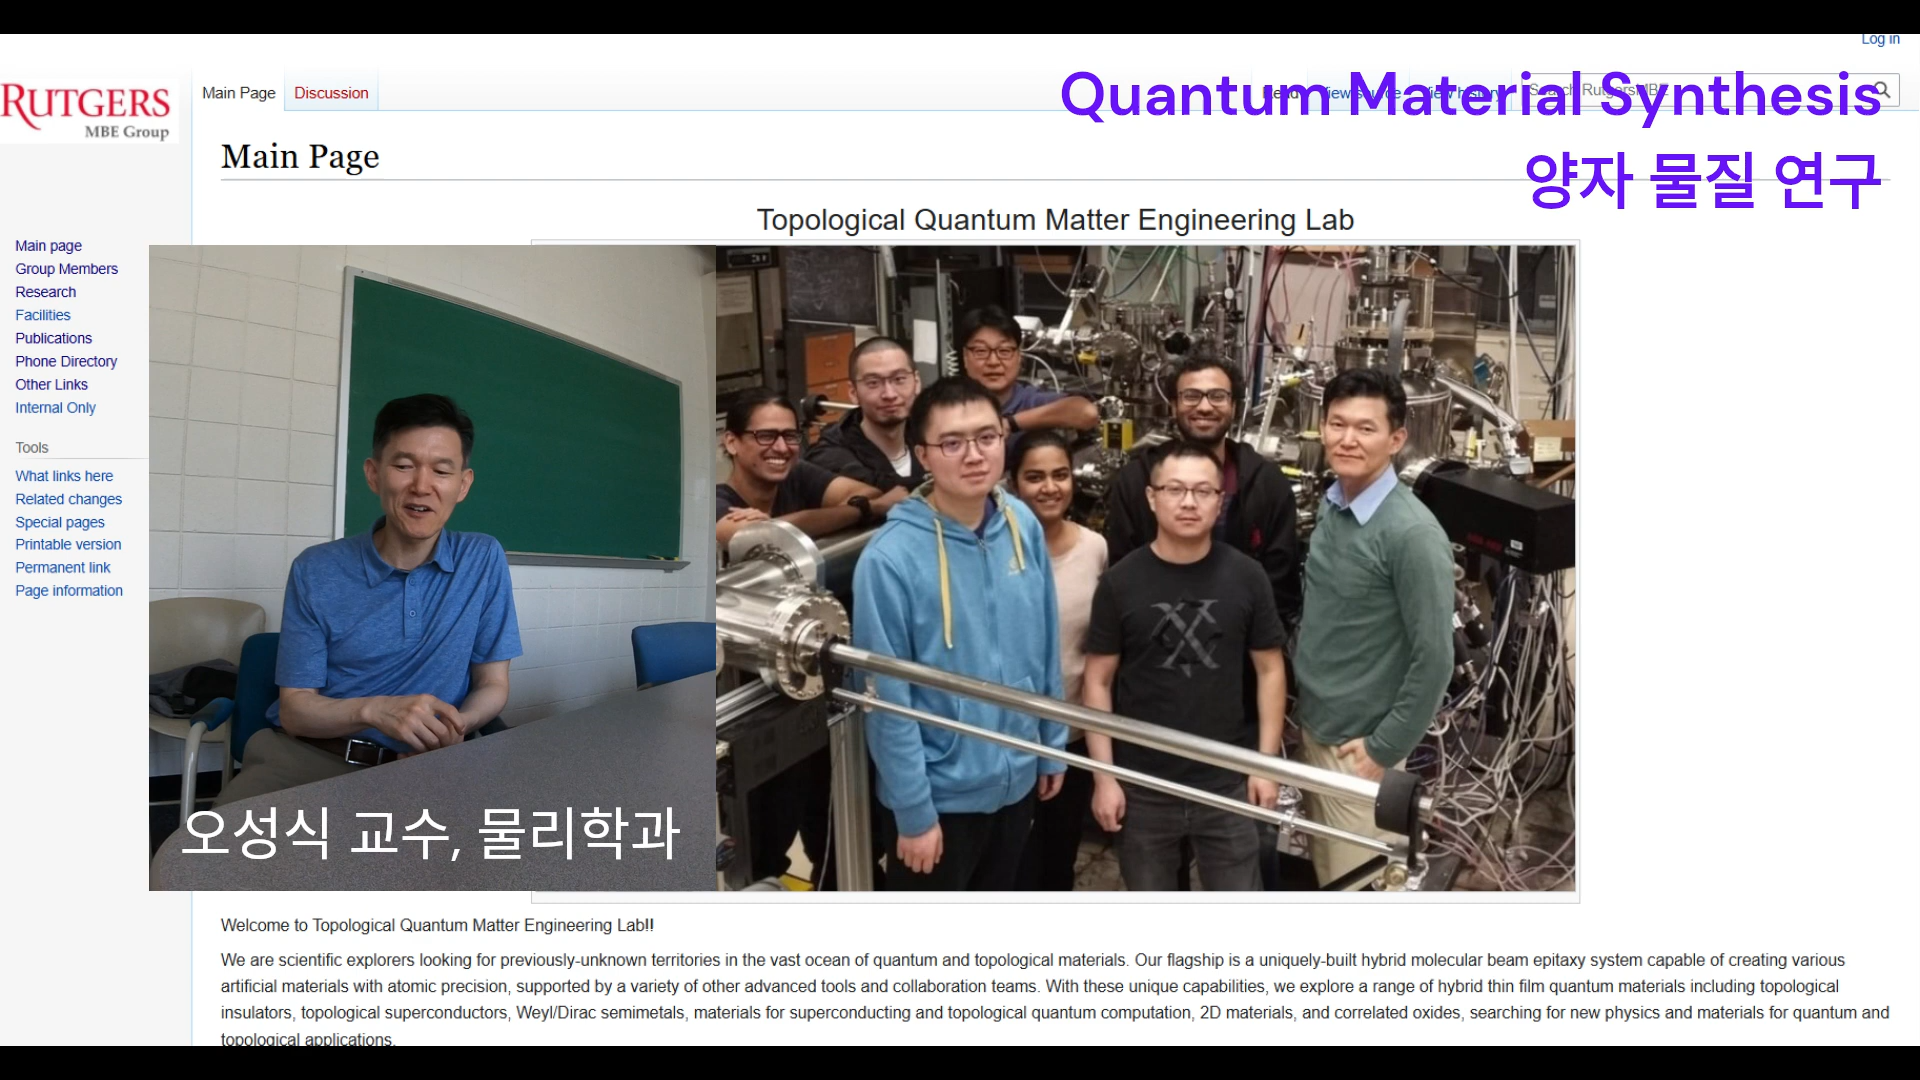 Log in
RUTGERS
MBE Group
Main Page
Discussion
Read
View source
View history
Search RutgersMBE
Quantum Material Synthesis
양자 물질 연구
Main Page
Topological Quantum Matter Engineering Lab
Main page
Group Members
Research
Facilities
Publications
Phone Directory
Other Links
Internal Only
Tools
What links here
Related changes
Special pages
Printable version
Permanent link
Page information
오성식 교수, 물리학과
Welcome to Topological Quantum Matter Engineering Lab!!
We are scientific explorers looking for previously-unknown territories in the vast ocean of quantum and topological materials. Our flagship is a uniquely-built hybrid molecular beam epitaxy system capable of creating various
artificial materials with atomic precision, supported by a variety of other advanced tools and collaboration teams. With these unique capabilities, we explore a range of hybrid thin film quantum materials including topological
insulators, topological superconductors, Weyl/Dirac semimetals, materials for superconducting and topological quantum computation, 2D materials, and correlated oxides, searching for new physics and materials for quantum and
topological applications.